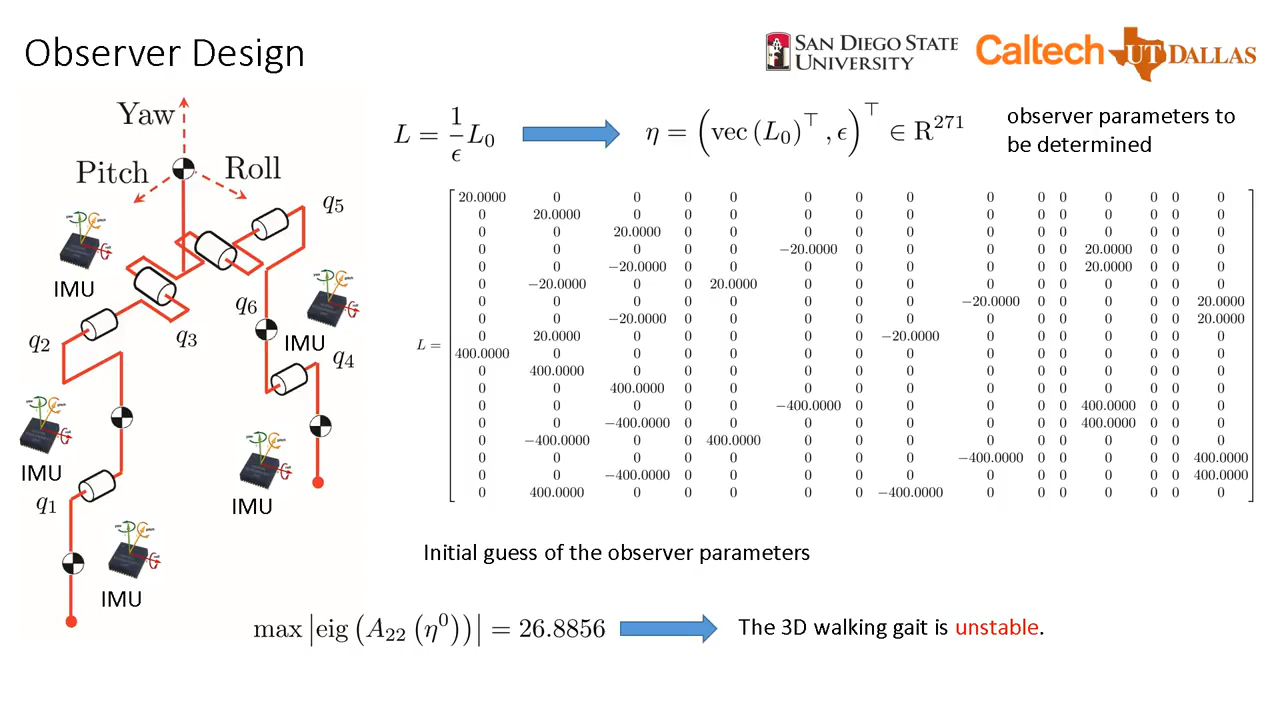 Observer Design
SAN DIEGO STATE
UNIVERSITY
Caltech
UT DALLAS
L = 1/ϵ L₀
η = (vec (L₀)^⊤ , ϵ)^⊤ ∈ R²⁷¹
observer parameters to
be determined
Yaw
Pitch
Roll
q₅
IMU
q₆
IMU
q₃
q₂
q₄
IMU
IMU
q₁
IMU
L =
20.0000 0 0 0 0 0 0 0 0 0 0 0 0 0 0
0 20.0000 0 0 0 0 0 0 0 0 0 0 0 0 0
0 0 20.0000 0 0 0 0 0 0 0 0 0 0 0 0
0 0 0 0 0 −20.0000 0 0 0 0 0 20.0000 0 0 0
0 0 −20.0000 0 0 0 0 0 0 0 0 20.0000 0 0 0
0 −20.0000 0 0 20.0000 0 0 0 0 0 0 0 0 0 0
0 0 0 0 0 0 0 0 −20.0000 0 0 0 0 0 20.0000
0 0 −20.0000 0 0 0 0 0 0 0 0 0 0 0 20.0000
0 20.0000 0 0 0 0 0 −20.0000 0 0 0 0 0 0 0
400.0000 0 0 0 0 0 0 0 0 0 0 0 0 0 0
0 400.0000 0 0 0 0 0 0 0 0 0 0 0 0 0
0 0 400.0000 0 0 0 0 0 0 0 0 0 0 0 0
0 0 0 0 0 −400.0000 0 0 0 0 0 400.0000 0 0 0
0 0 −400.0000 0 0 0 0 0 0 0 0 400.0000 0 0 0
0 −400.0000 0 0 400.0000 0 0 0 0 0 0 0 0 0 0
0 0 0 0 0 0 0 0 −400.0000 0 0 0 0 0 400.0000
0 0 −400.0000 0 0 0 0 0 0 0 0 0 0 0 400.0000
0 400.0000 0 0 0 0 0 −400.0000 0 0 0 0 0 0 0
Initial guess of the observer parameters
max |eig (A₂₂ (η⁰))| = 26.8856
The 3D walking gait is unstable.